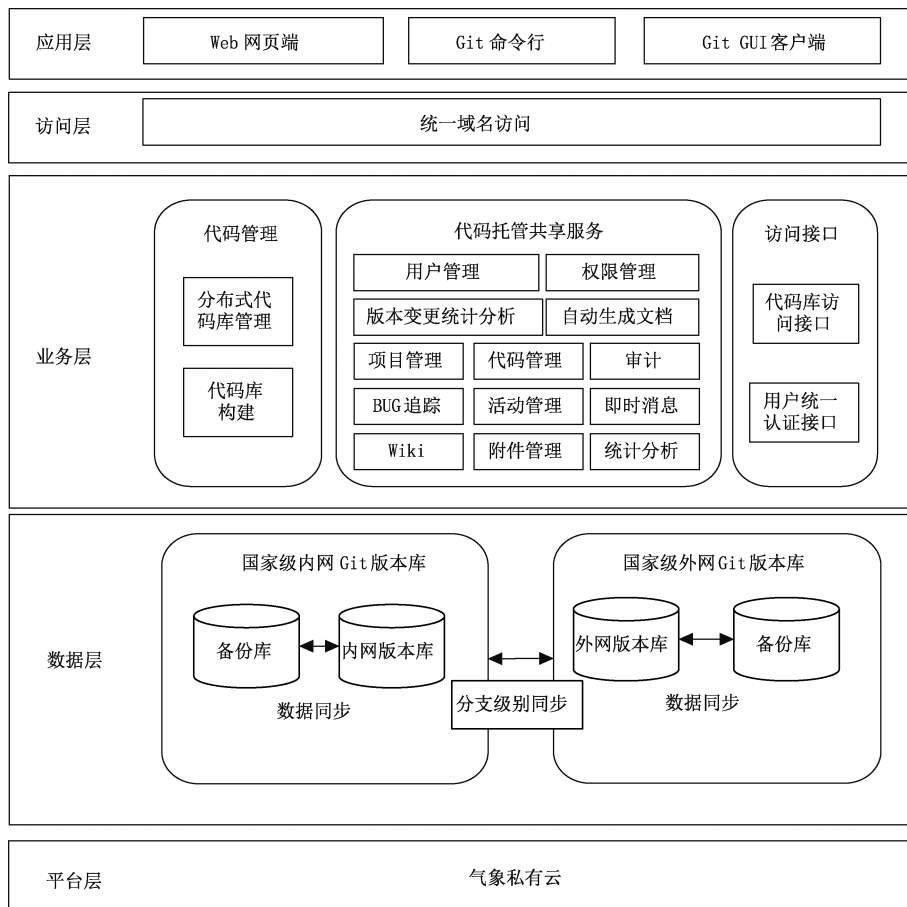 应用层
Web 网页端
Git 命令行
Git GUI客户端
访问层
统一域名访问
业务层
代码管理
分布式代
码库管理
代码库
构建
代码托管共享服务
用户管理
权限管理
版本变更统计分析
自动生成文档
项目管理
代码管理
审计
BUG 追踪
活动管理
即时消息
Wiki
附件管理
统计分析
访问接口
代码库访
问接口
用户统一
认证接口
数据层
国家级内网 Git 版本库
备份库
内网版本库
数据同步
分支级别同步
国家级外网 Git 版本库
外网版本库
备份库
数据同步
平台层
气象私有云